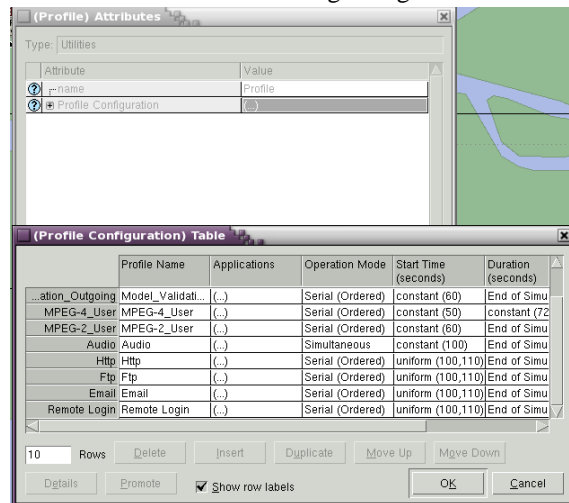 (Profile) Attributes
Type: Utilities
Attribute Value
name Profile
Profile Configuration (...)
(Profile Configuration) Table
Profile Name Applications Operation Mode Start Time (seconds) Duration (seconds)
...ation_Outgoing Model_Validati... (...) Serial (Ordered) constant (60) End of Simu
MPEG-4_User MPEG-4_User (...) Serial (Ordered) constant (50) constant (72
MPEG-2_User MPEG-2_User (...) Serial (Ordered) constant (60) End of Simu
Audio Audio (...) Simultaneous constant (100) End of Simu
Http Http (...) Serial (Ordered) uniform (100,110) End of Simu
Ftp Ftp (...) Serial (Ordered) uniform (100,110) End of Simu
Email Email (...) Serial (Ordered) uniform (100,110) End of Simu
Remote Login Remote Login (...) Serial (Ordered) uniform (100,110) End of Simu
10 Rows Delete Insert Duplicate Move Up Move Down
Details Promote Show row labels OK Cancel